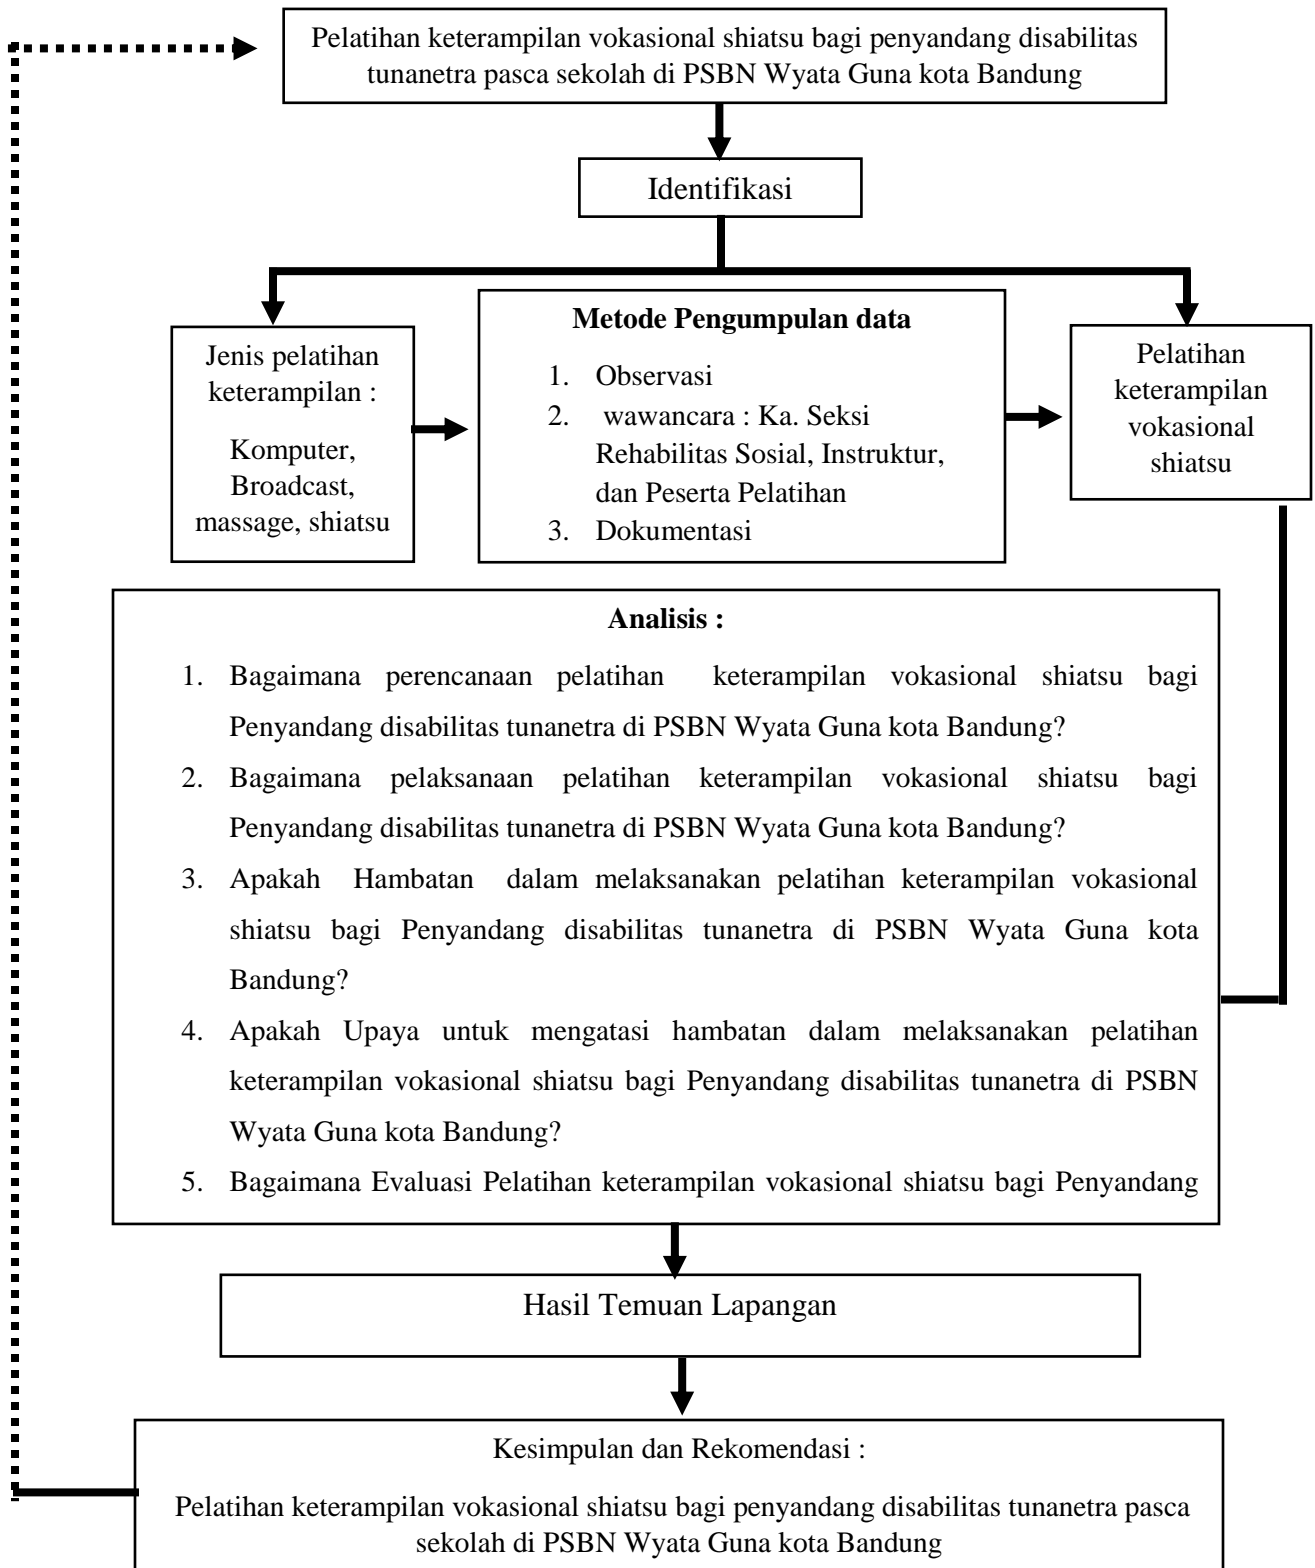 Pelatihan keterampilan vokasional shiatsu bagi penyandang disabilitas
tunanetra pasca sekolah di PSBN Wyata Guna kota Bandung
Identifikasi
Jenis pelatihan
keterampilan :
Komputer,
Broadcast,
massage, shiatsu
Metode Pengumpulan data
1. Observasi
2. wawancara : Ka. Seksi
Rehabilitas Sosial, Instruktur,
dan Peserta Pelatihan
3. Dokumentasi
Pelatihan
keterampilan
vokasional
shiatsu
Analisis :
1. Bagaimana perencanaan pelatihan keterampilan vokasional shiatsu bagi
Penyandang disabilitas tunanetra di PSBN Wyata Guna kota Bandung?
2. Bagaimana pelaksanaan pelatihan keterampilan vokasional shiatsu bagi
Penyandang disabilitas tunanetra di PSBN Wyata Guna kota Bandung?
3. Apakah Hambatan dalam melaksanakan pelatihan keterampilan vokasional
shiatsu bagi Penyandang disabilitas tunanetra di PSBN Wyata Guna kota
Bandung?
4. Apakah Upaya untuk mengatasi hambatan dalam melaksanakan pelatihan
keterampilan vokasional shiatsu bagi Penyandang disabilitas tunanetra di PSBN
Wyata Guna kota Bandung?
5. Bagaimana Evaluasi Pelatihan keterampilan vokasional shiatsu bagi Penyandang
Hasil Temuan Lapangan
Kesimpulan dan Rekomendasi :
Pelatihan keterampilan vokasional shiatsu bagi penyandang disabilitas tunanetra pasca
sekolah di PSBN Wyata Guna kota Bandung